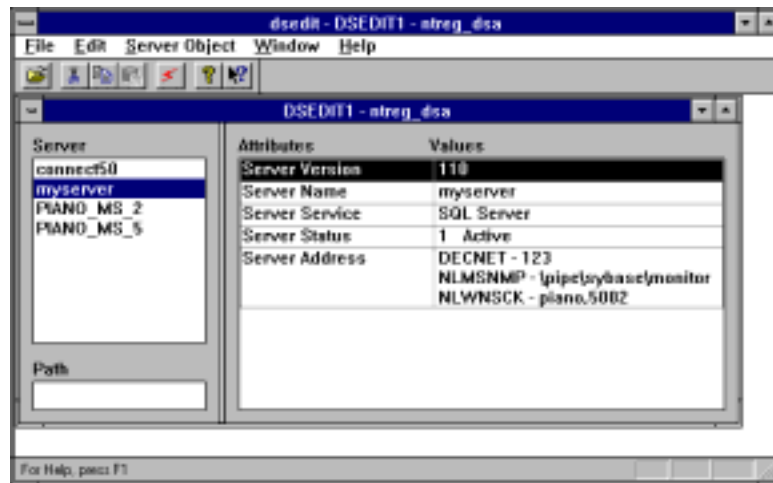 dsedit - DSEDIT1 - ntreg_dsa
File Edit Server Object Window Help
DSEDIT1 - ntreg_dsa
Server
connect50
myserver
PIANO_MS_2
PIANO_MS_5
Path
Attributes Values
Server Version 110
Server Name myserver
Server Service SQL Server
Server Status 1 Active
Server Address DECNET - 123
NLMSNMP - \pipe\sybase\monitor
NLWNSCK - piano,5002
For Help, press F1